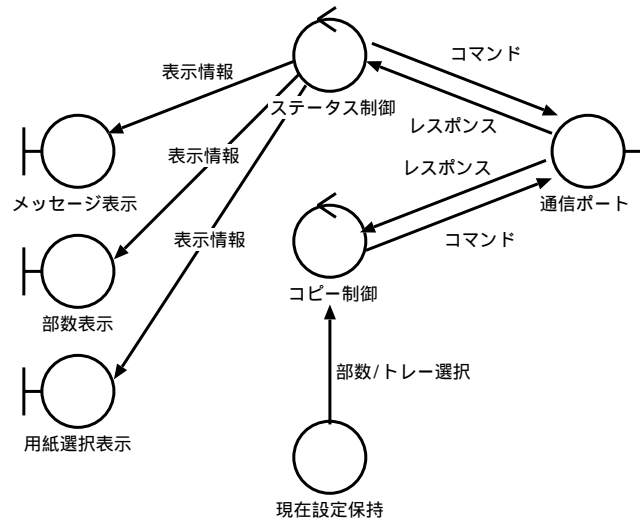 コマンド
表示情報
ステータス制御
レスポンス
表示情報
レスポンス
メッセージ表示
通信ポート
表示情報
コマンド
コピー制御
部数表示
部数/トレー選択
用紙選択表示
現在設定保持